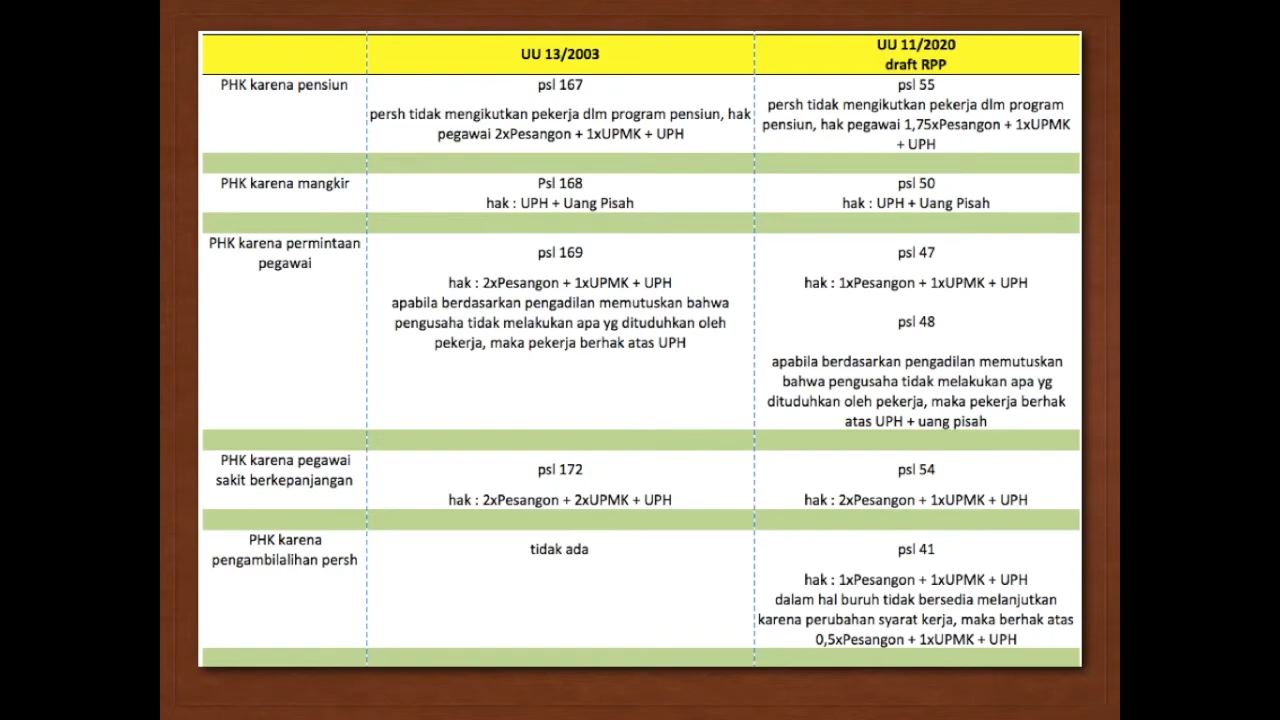 UU 13/2003
UU 11/2020
draft RPP
PHK karena pensiun
psl 167
persh tidak mengikutkan pekerja dlm program pensiun, hak
pegawai 2xPesangon + 1xUPMK + UPH
psl 55
persh tidak mengikutkan pekerja dlm program
pensiun, hak pegawai 1,75xPesangon + 1xUPMK
+ UPH
PHK karena mangkir
Psl 168
hak : UPH + Uang Pisah
psl 50
hak : UPH + Uang Pisah
PHK karena permintaan
pegawai
psl 169
hak : 2xPesangon + 1xUPMK + UPH
apabila berdasarkan pengadilan memutuskan bahwa
pengusaha tidak melakukan apa yg dituduhkan oleh
pekerja, maka pekerja berhak atas UPH
psl 47
hak : 1xPesangon + 1xUPMK + UPH
psl 48
apabila berdasarkan pengadilan memutuskan
bahwa pengusaha tidak melakukan apa yg
dituduhkan oleh pekerja, maka pekerja berhak
atas UPH + uang pisah
PHK karena pegawai
sakit berkepanjangan
psl 172
hak : 2xPesangon + 2xUPMK + UPH
psl 54
hak : 2xPesangon + 1xUPMK + UPH
PHK karena
pengambilalihan persh
tidak ada
psl 41
hak : 1xPesangon + 1xUPMK + UPH
dalam hal buruh tidak bersedia melanjutkan
karena perubahan syarat kerja, maka berhak atas
0,5xPesangon + 1xUPMK + UPH